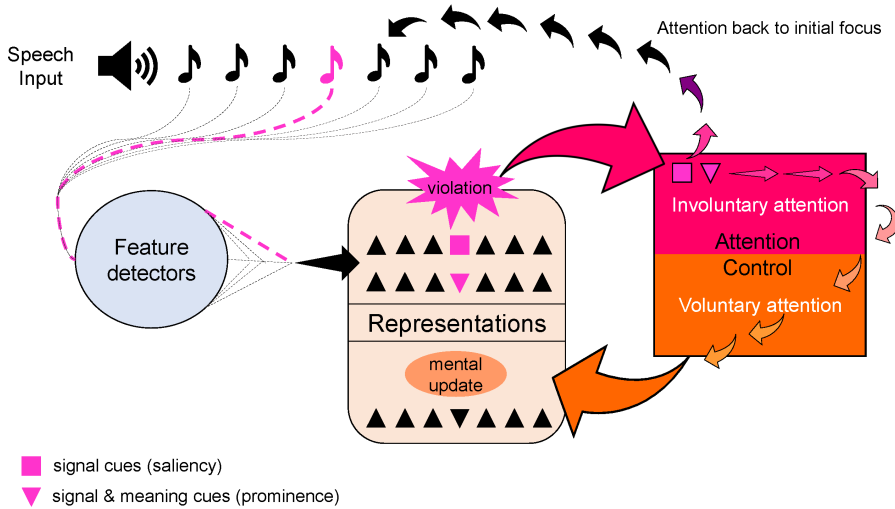 Attention back to initial focus
Speech
Input
violation
Involuntary attention
Attention
Control
Voluntary attention
Feature
detectors
Representations
mental
update
signal cues (saliency)
signal & meaning cues (prominence)